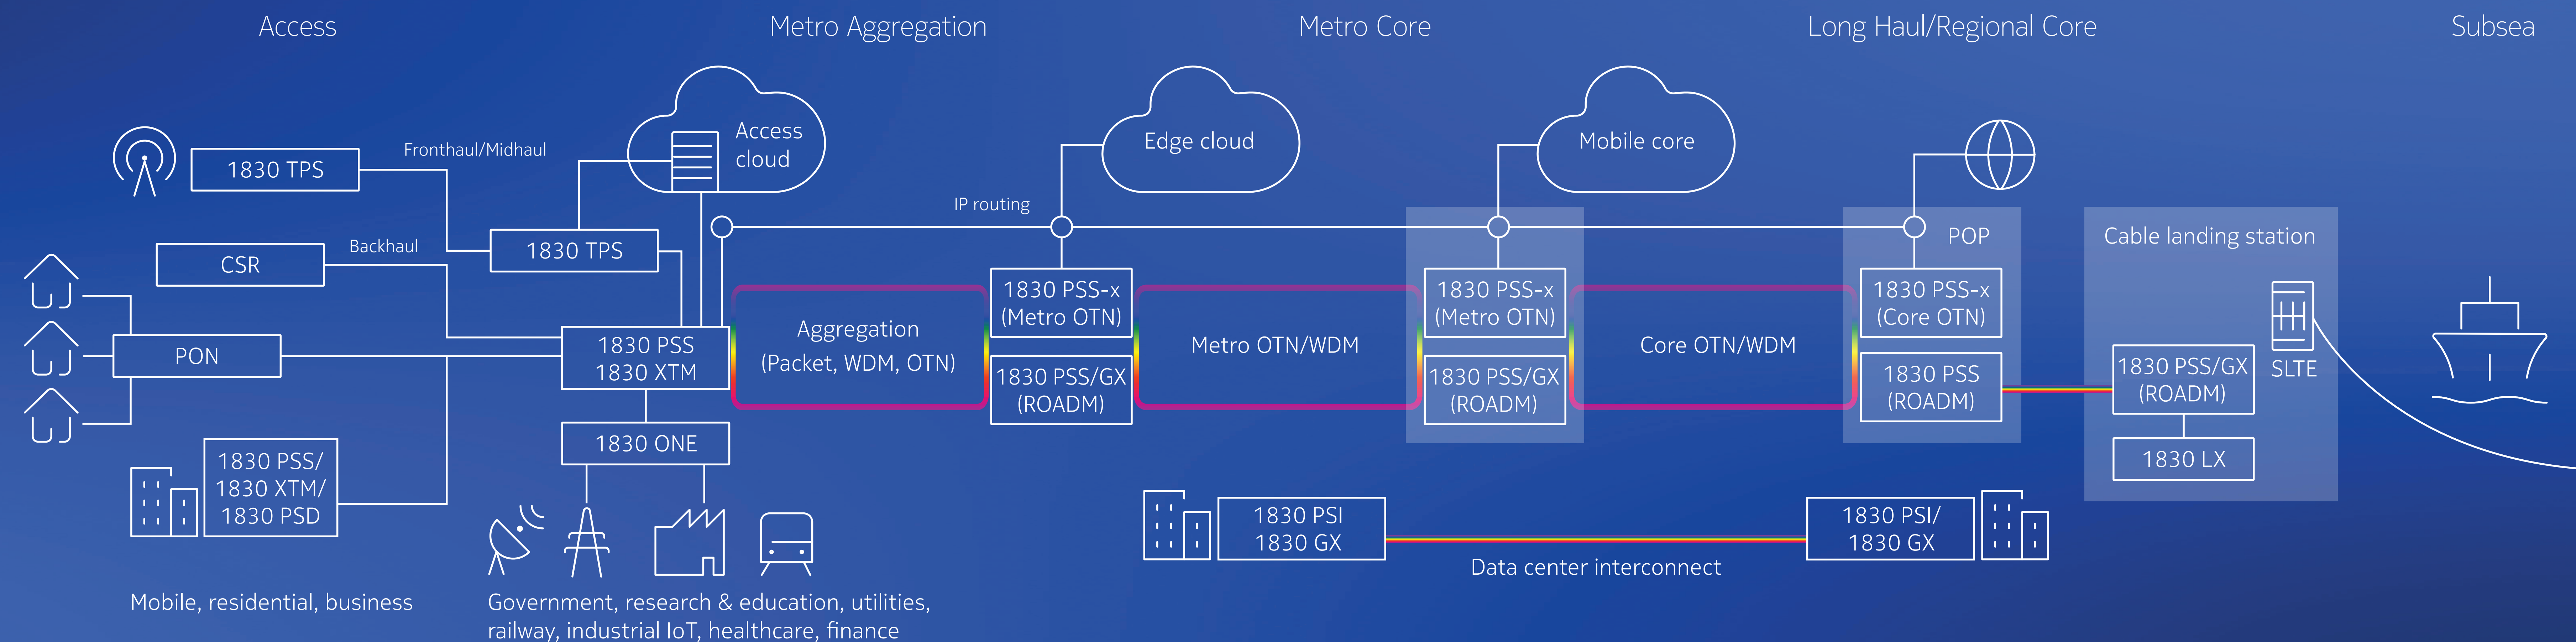 Access
Metro Aggregation
Metro Core
Long Haul/Regional Core
Subsea
1830 TPS
Fronthaul/Midhaul
Access
cloud
Edge cloud
Mobile core
IP routing
CSR
Backhaul
1830 TPS
PON
1830 PSS
1830 XTM
Aggregation
(Packet, WDM, OTN)
1830 PSS-x
(Metro OTN)
1830 PSS/GX
(ROADM)
Metro OTN/WDM
1830 PSS-x
(Metro OTN)
1830 PSS/GX
(ROADM)
Core OTN/WDM
POP
1830 PSS-x
(Core OTN)
1830 PSS
(ROADM)
Cable landing station
1830 PSS/GX
(ROADM)
SLTE
1830 LX
1830 PSS/
1830 XTM/
1830 PSD
1830 ONE
1830 PSI
1830 GX
Data center interconnect
1830 PSI/
1830 GX
Mobile, residential, business
Government, research & education, utilities,
railway, industrial IoT, healthcare, finance